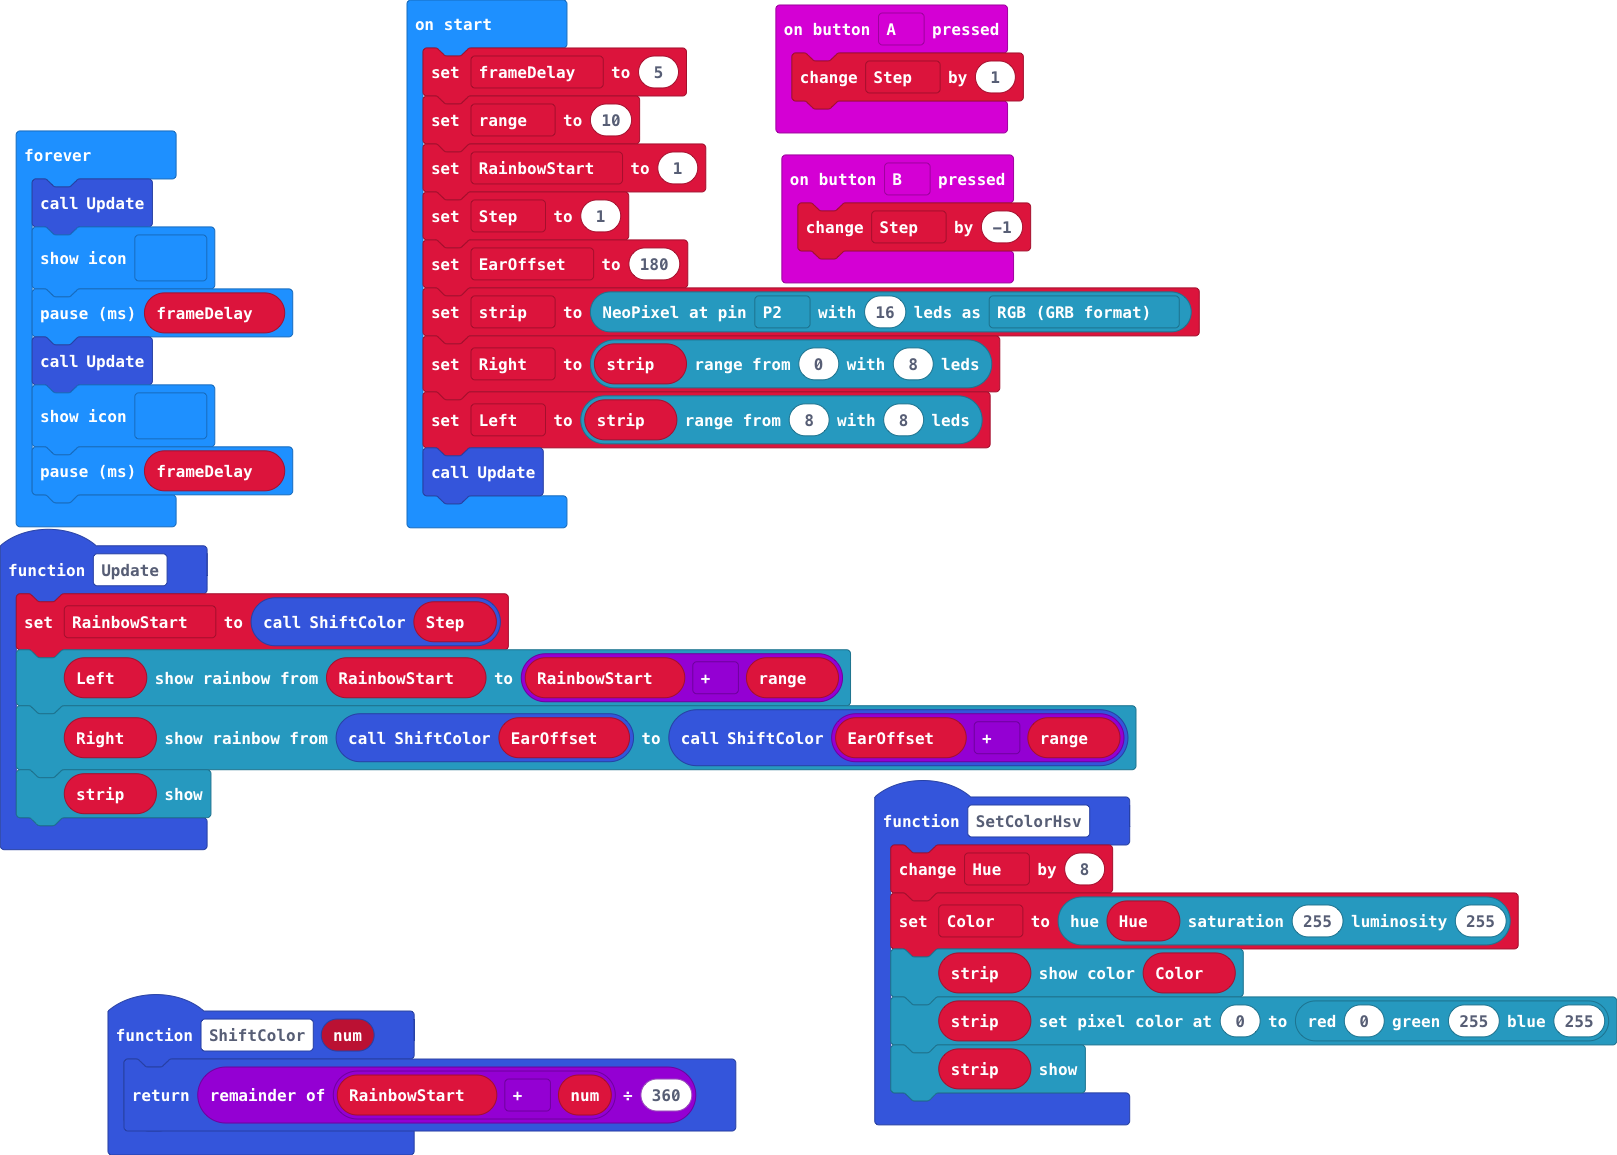 forever
call Update
show icon
pause (ms) frameDelay
call Update
show icon
pause (ms) frameDelay
on start
set frameDelay to 5
set range to 10
set RainbowStart to 1
set Step to 1
set EarOffset to 180
set strip to NeoPixel at pin P2 with 16 leds as RGB (GRB format)
set Right to strip range from 0 with 8 leds
set Left to strip range from 8 with 8 leds
call Update
on button A pressed
change Step by 1
on button B pressed
change Step by −1
function Update
set RainbowStart to call ShiftColor Step
Left show rainbow from RainbowStart to RainbowStart + range
Right show rainbow from call ShiftColor EarOffset to call ShiftColor EarOffset + range
strip show
function SetColorHsv
change Hue by 8
set Color to hue Hue saturation 255 luminosity 255
strip show color Color
strip set pixel color at 0 to red 0 green 255 blue 255
strip show
function ShiftColor num
return remainder of RainbowStart + num ÷ 360